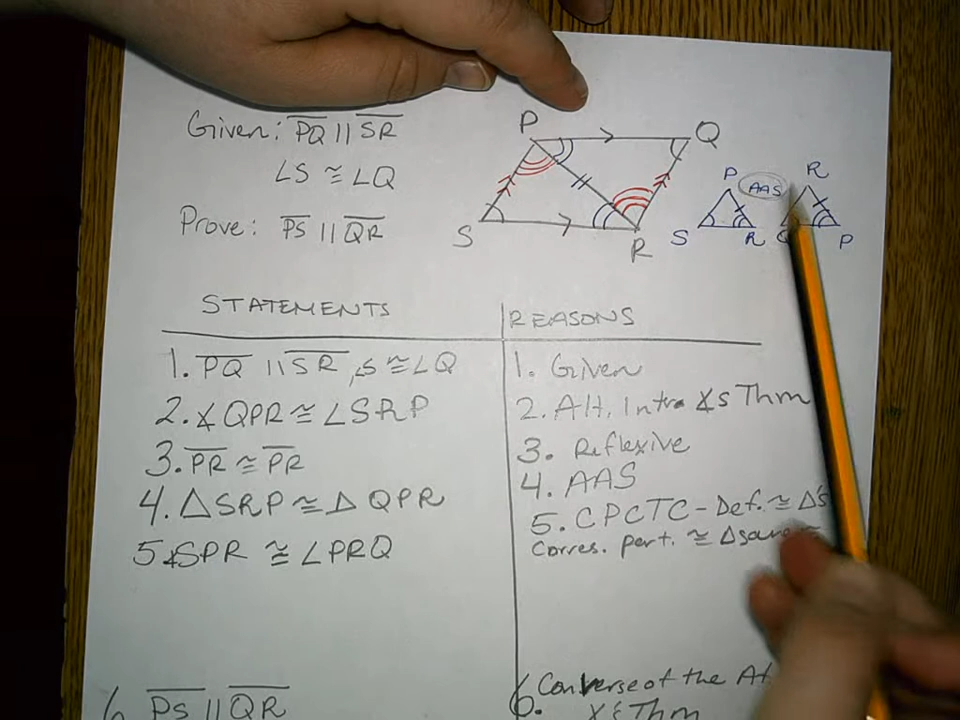 Given: PQ || SR
∠S ≅ ∠Q
Prove: PS || QR
P
Q
S
R
P
AAS
R
S
R
P
STATEMENTS
REASONS
1. PQ || SR, ∠S ≅ ∠Q
1. Given
2. ∡QPR ≅ ∠SRP
2. Alt. Intr. ∡s Thm
3. PR ≅ PR
3. Reflexive
4. △SRP ≅ △QPR
4. AAS
5. ∡SPR ≅ ∠PRQ
5. CPCTC - Def. ≅ △'s
Corres. part. ≅ △s are ≅
6. PS || QR
6. Converse of the
∡ Thm